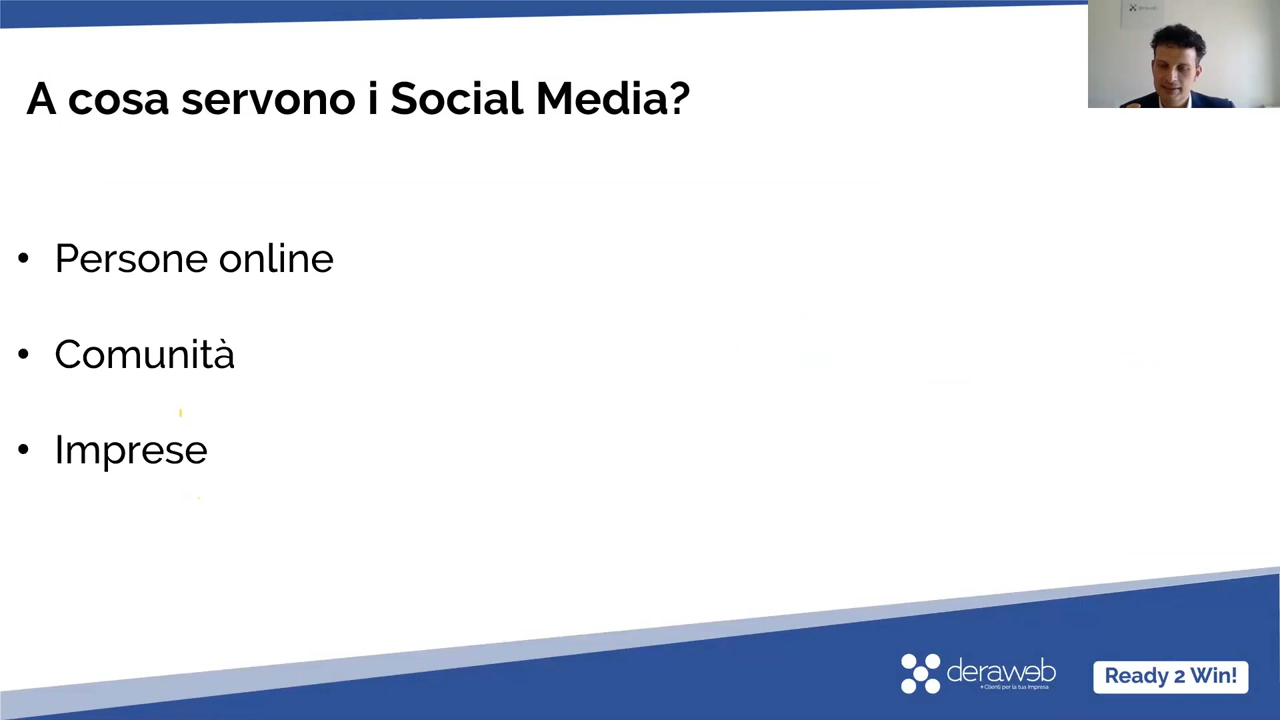 A cosa servono i Social Media?
• Persone online
• Comunità
• Imprese
deraweb
+Clienti per la tua Impresa
Ready 2 Win!